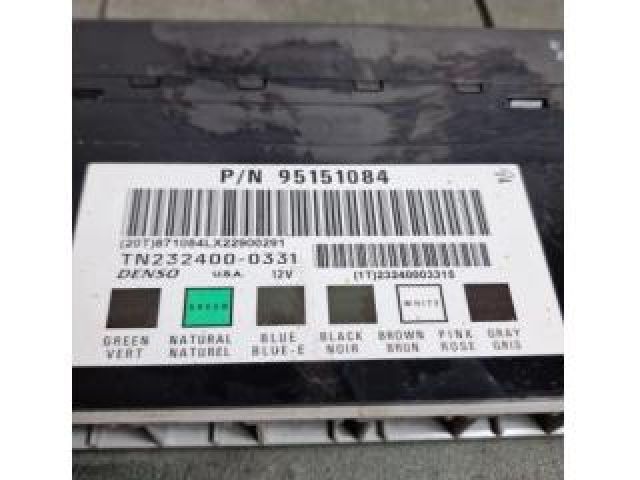 P/N 95151084
(20T)871084LX22900291
TN232400-0331
DENSO U.S.A. 12V
(1T)2324000331S
GREEN WHITE
GREEN NATURAL BLUE BLACK BROWN PINK GRAY
VERT NATUREL BLUE-E NOIR BRUN ROSE GRIS